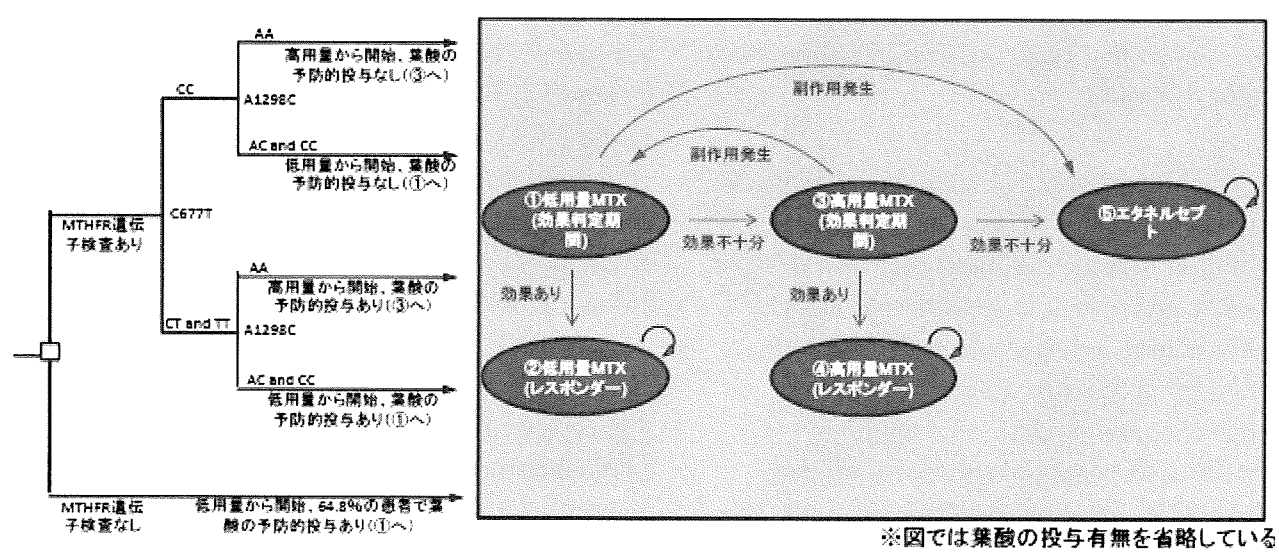 AA
高用量から開始、葉酸の
予防的投与なし(③へ)
CC
A1298C
AC and CC
低用量から開始、葉酸の
予防的投与なし(①へ)
MTHFR遺伝
子検査あり
C677T
AA
高用量から開始、葉酸の
予防的投与あり(③へ)
CT and TT
A1298C
AC and CC
低用量から開始、葉酸の
予防的投与あり(①へ)
MTHFR遺伝
子検査なし
低用量から開始、64.8%の患者で葉
酸の予防的投与あり(①へ)
副作用発生
副作用発生
①低用量MTX
(効果判定期
間)
効果不十分
③高用量MTX
(効果判定期
間)
効果不十分
⑤エタネルセプ
ト
効果あり
効果あり
②低用量MTX
(レスポンダー)
④高用量MTX
(レスポンダー)
※図では葉酸の投与有無を省略している